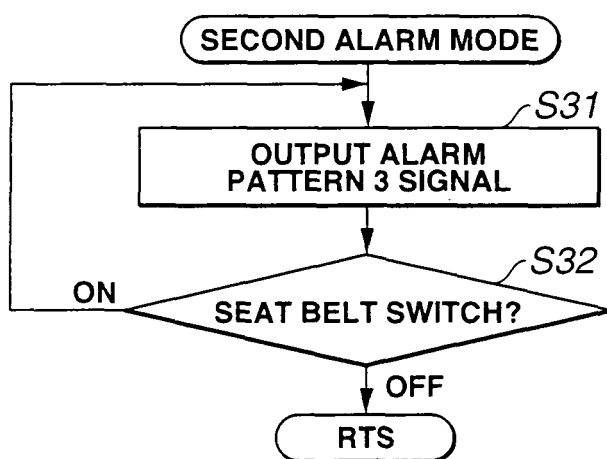 SECOND ALARM MODE
S31
OUTPUT ALARM
PATTERN 3 SIGNAL
S32
ON
SEAT BELT SWITCH?
OFF
RTS